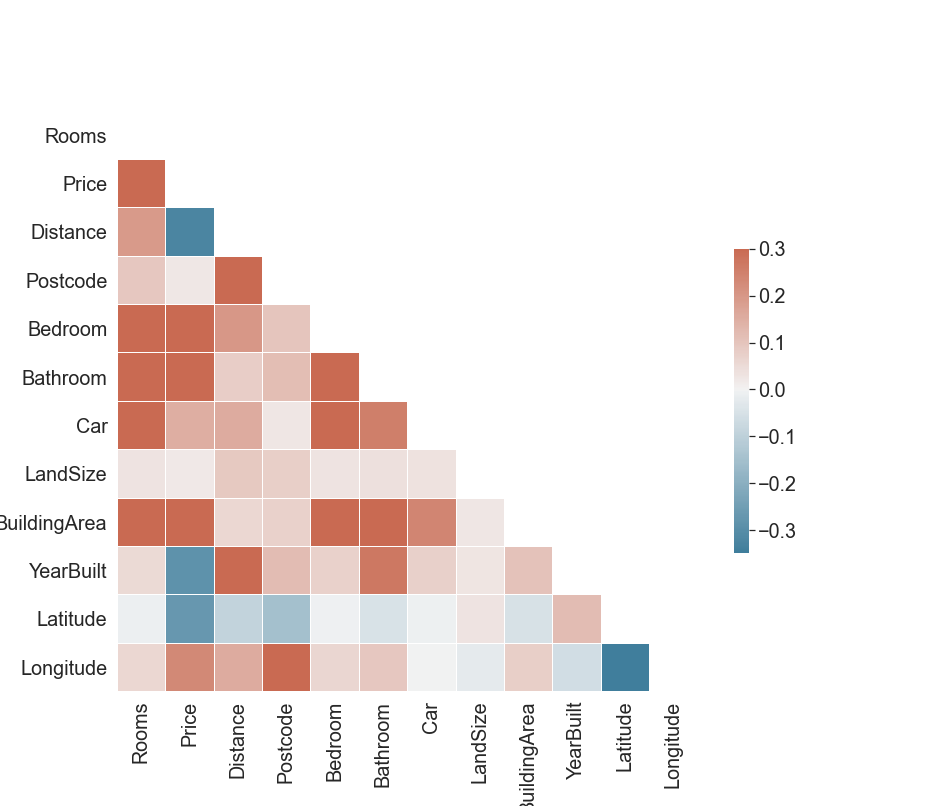 Rooms
Price
Distance
Postcode
Bedroom
Bathroom
Car
LandSize
BuildingArea
YearBuilt
Latitude
Longitude
Rooms
Price
Distance
Postcode
Bedroom
Bathroom
Car
LandSize
BuildingArea
YearBuilt
Latitude
Longitude
0.3
0.2
0.1
0.0
−0.1
−0.2
−0.3